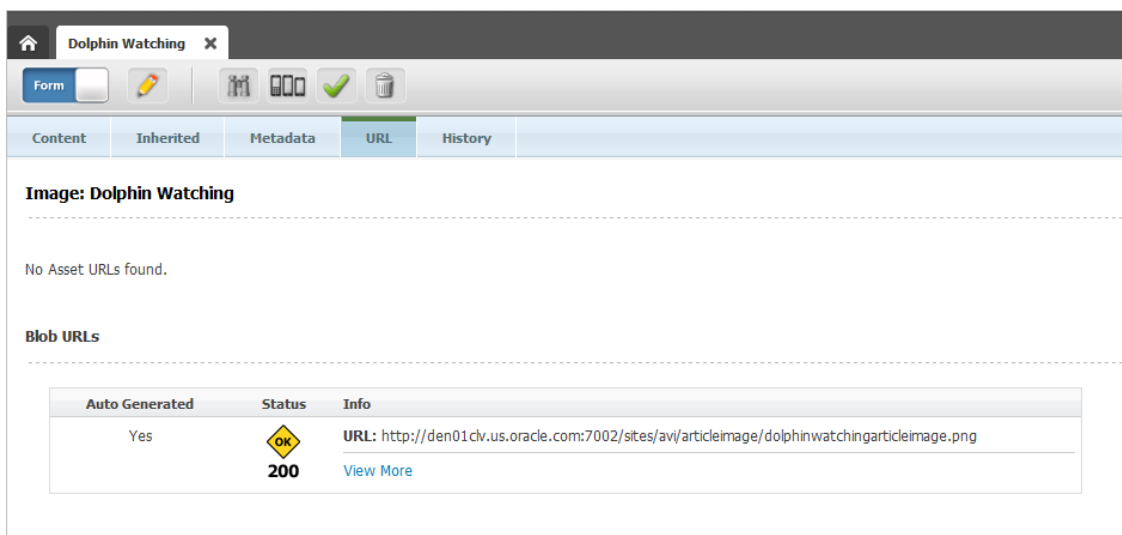 Dolphin Watching
Form
Content Inherited Metadata URL History
Image: Dolphin Watching
No Asset URLs found.
Blob URLs
Auto Generated Status Info
Yes OK URL: http://den01clv.us.oracle.com:7002/sites/avi/articleimage/dolphinwatchingarticleimage.png
200 View More